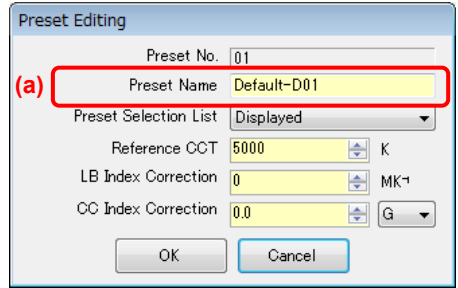 Preset Editing
Preset No. 01
(a) Preset Name Default-D01
Preset Selection List Displayed
Reference CCT 5000 K
LB Index Correction 0 MK⁻¹
CC Index Correction 0.0 G
OK Cancel